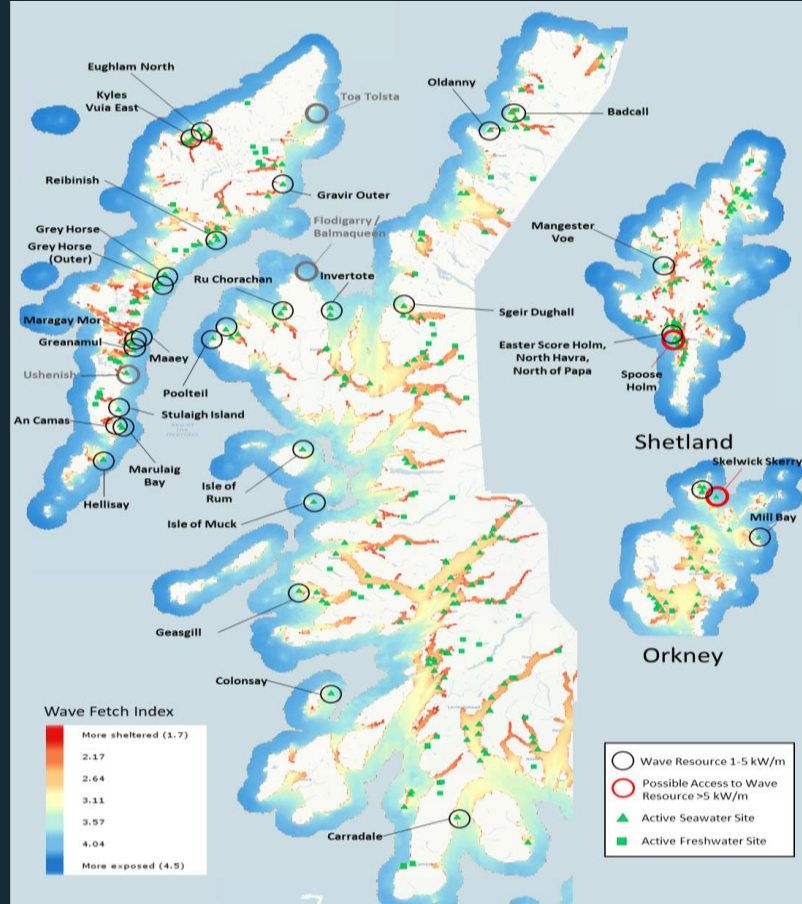 Eughlam North
Kyles
Vuia East
Toa Tolsta
Oldanny
Badcall
Reibinish
Gravir Outer
Grey Horse
Grey Horse
(Outer)
Flodigarry /
Balmaqueen
Ru Chorachan
Invertote
Mangester
Voe
Sgeir Dughall
Maragay Mor
Greanamul
Maaey
Ushenish
Poolteil
Easter Score Holm,
North Havra,
North of Papa
Spoose
Holm
An Camas
Stulaigh Island
Marulaig
Bay
Hellisay
Shetland
Isle of
Rum
Skelwick Skerry
Isle of Muck
Mill Bay
Geasgill
Orkney
Colonsay
Carradale
Wave Fetch Index
More sheltered (1.7)
2.17
2.64
3.11
3.57
4.04
More exposed (4.5)
Wave Resource 1-5 kW/m
Possible Access to Wave
Resource >5 kW/m
Active Seawater Site
Active Freshwater Site